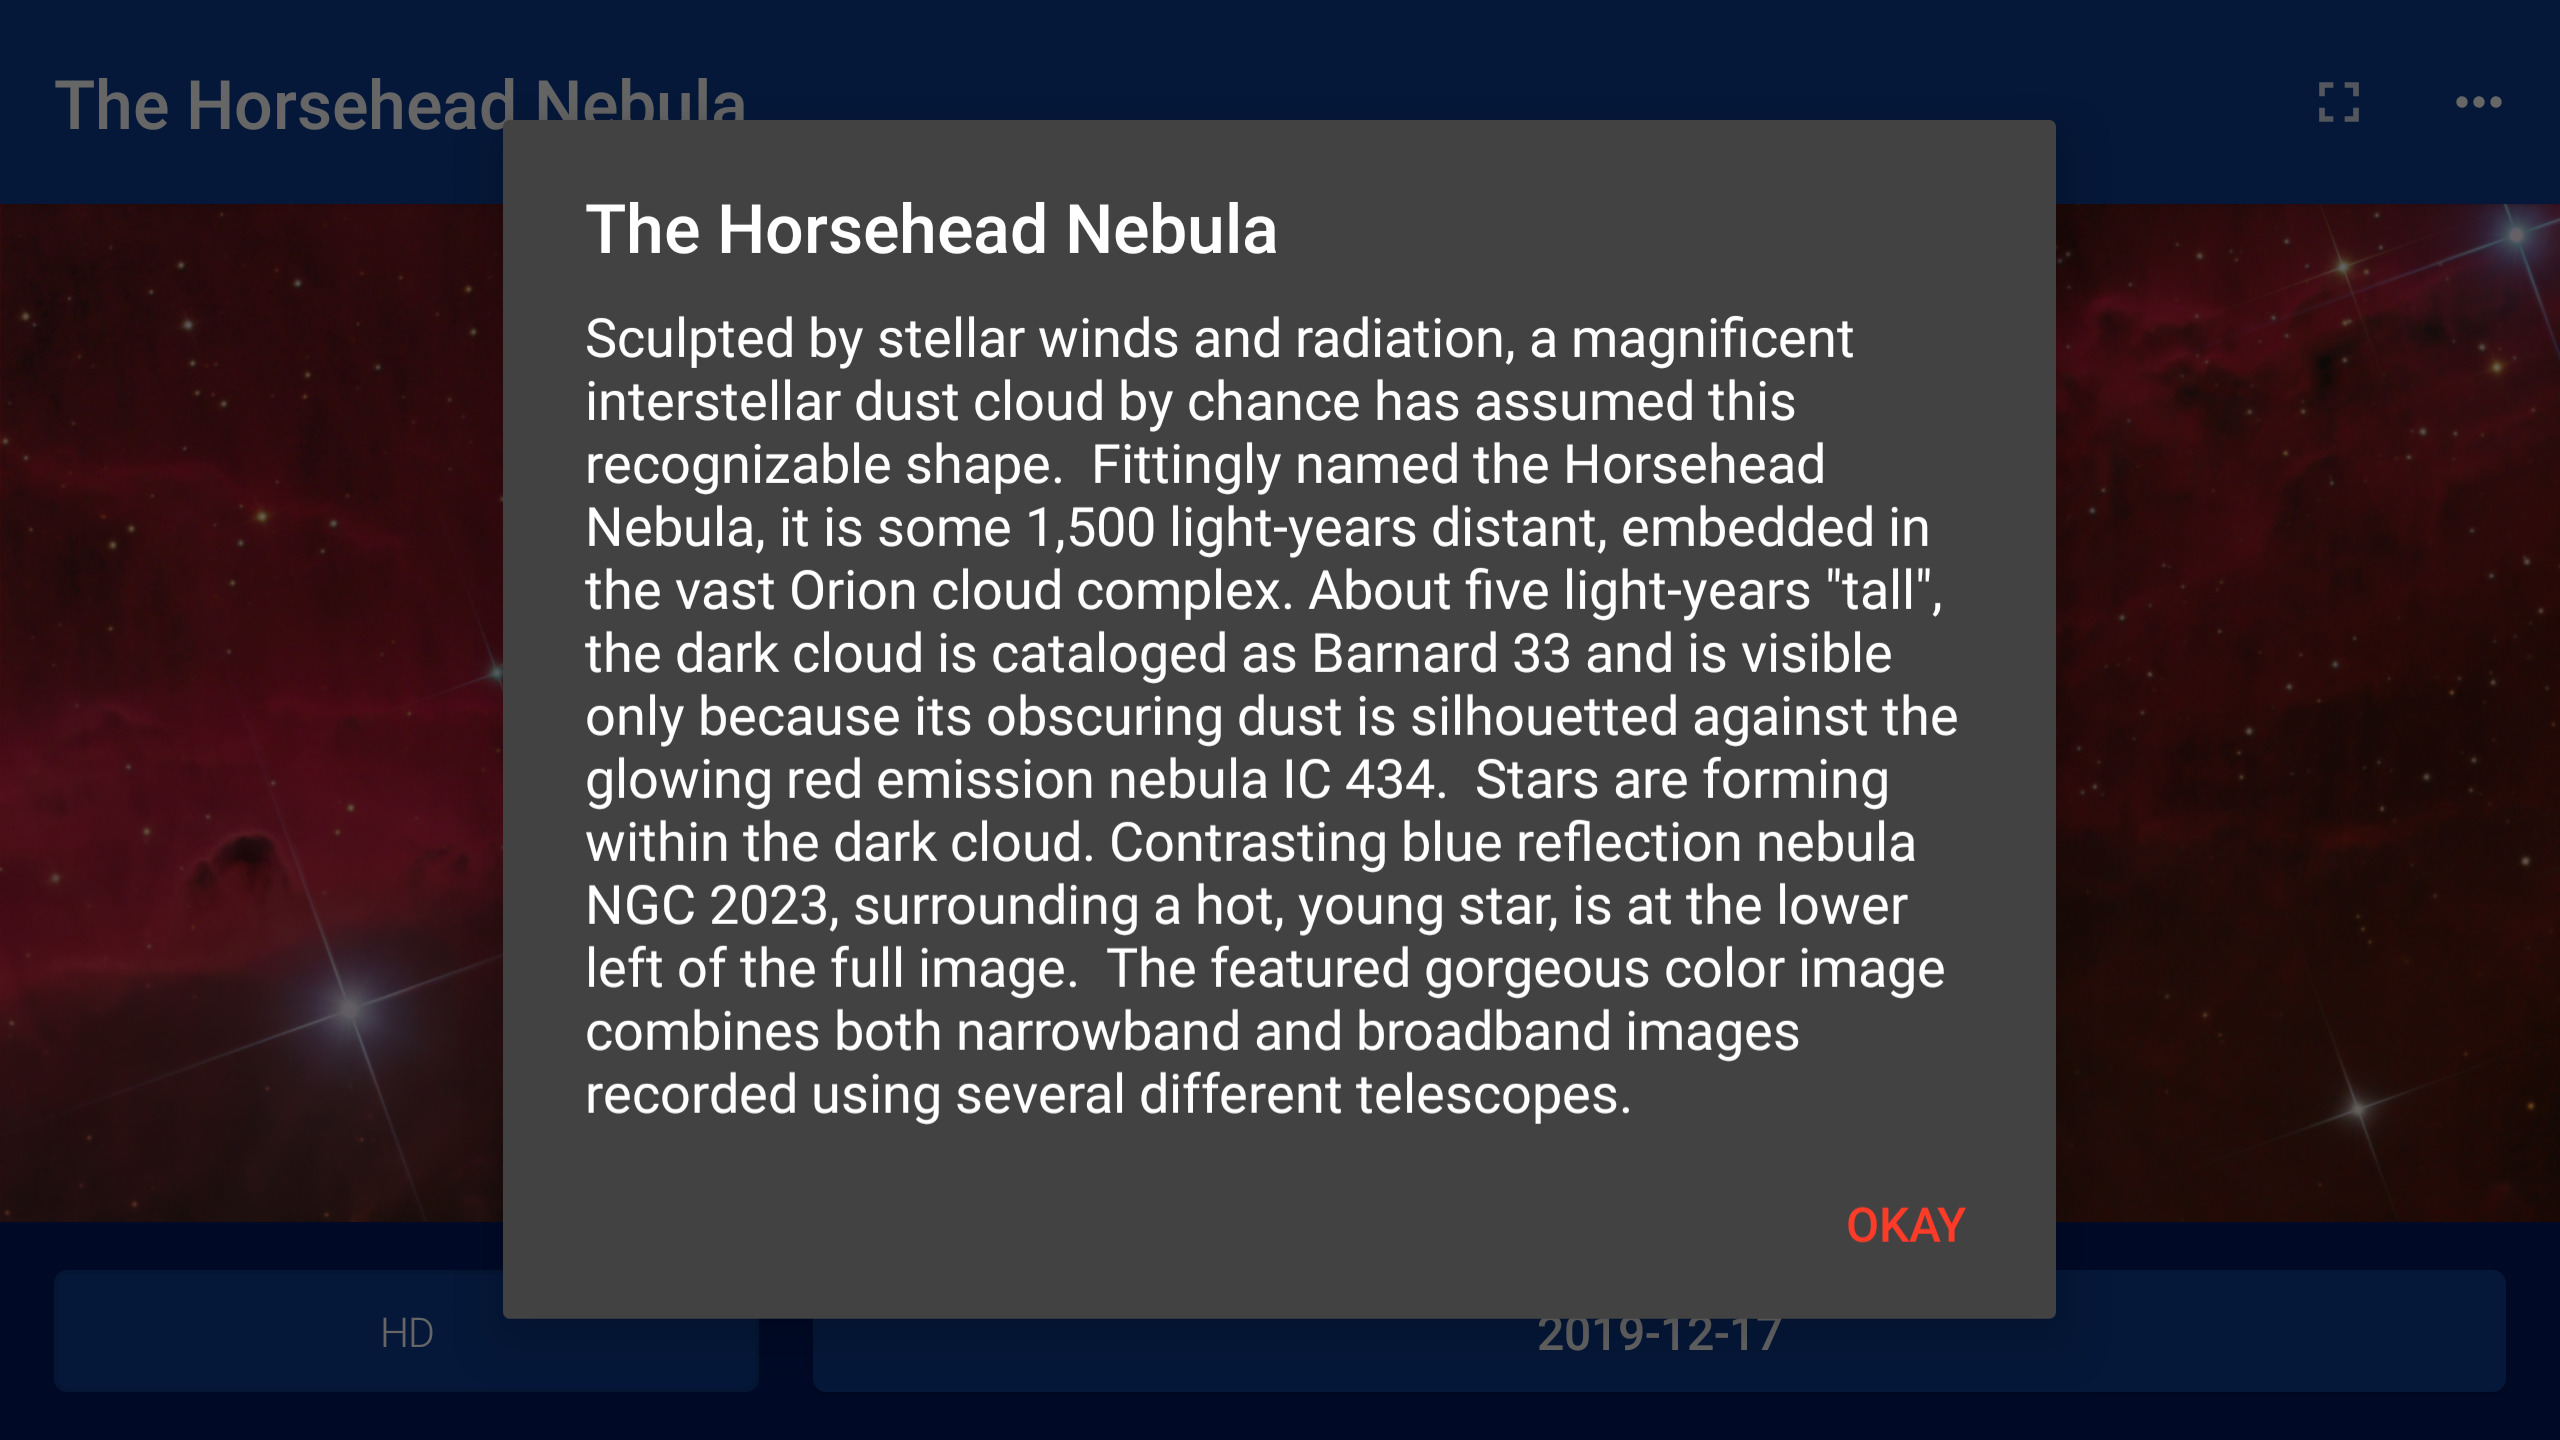 The Horsehead Nebula
The Horsehead Nebula
Sculpted by stellar winds and radiation, a magnificent
interstellar dust cloud by chance has assumed this
recognizable shape.  Fittingly named the Horsehead
Nebula, it is some 1,500 light-years distant, embedded in
the vast Orion cloud complex. About five light-years "tall",
the dark cloud is cataloged as Barnard 33 and is visible
only because its obscuring dust is silhouetted against the
glowing red emission nebula IC 434.  Stars are forming
within the dark cloud. Contrasting blue reflection nebula
NGC 2023, surrounding a hot, young star, is at the lower
left of the full image.  The featured gorgeous color image
combines both narrowband and broadband images
recorded using several different telescopes.
OKAY
HD
2019-12-17